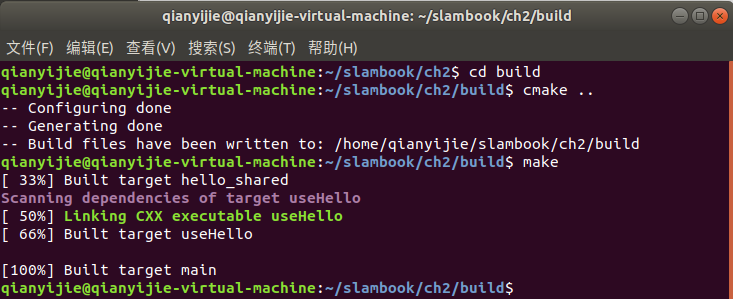 qianyijie@qianyijie-virtual-machine: ~/slambook/ch2/build
文件(F) 编辑(E) 查看(V) 搜索(S) 终端(T) 帮助(H)
qianyijie@qianyijie-virtual-machine:~/slambook/ch2$ cd build
qianyijie@qianyijie-virtual-machine:~/slambook/ch2/build$ cmake ..
-- Configuring done
-- Generating done
-- Build files have been written to: /home/qianyijie/slambook/ch2/build
qianyijie@qianyijie-virtual-machine:~/slambook/ch2/build$ make
[ 33%] Built target hello_shared
Scanning dependencies of target useHello
[ 50%] Linking CXX executable useHello
[ 66%] Built target useHello
[100%] Built target main
qianyijie@qianyijie-virtual-machine:~/slambook/ch2/build$